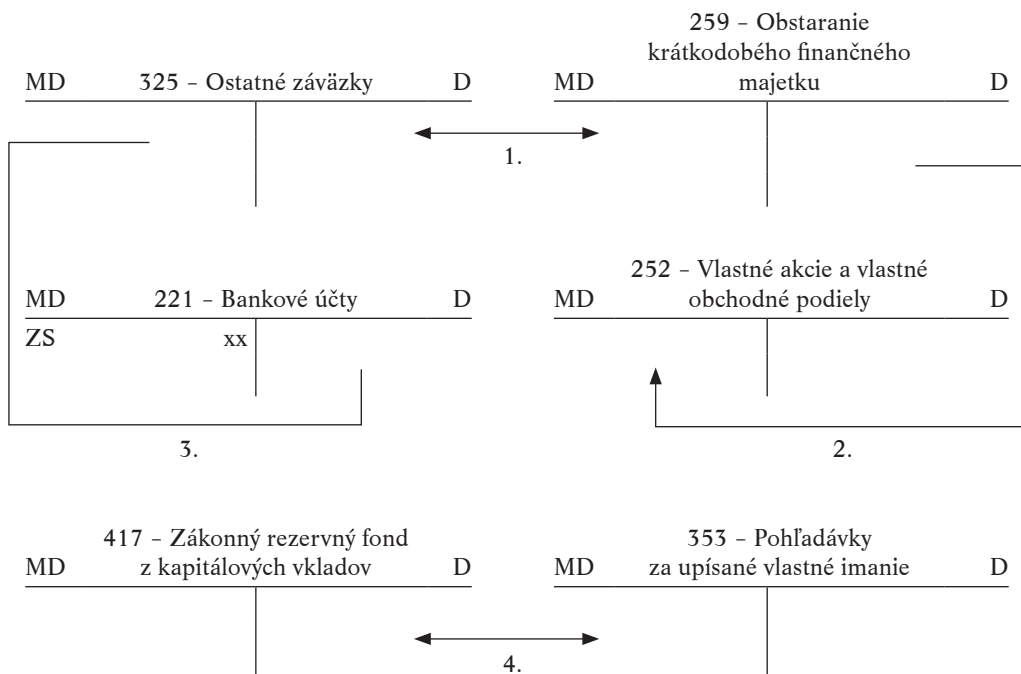 259 – Obstaranie
krátkodobého finančného
MD 325 – Ostatné záväzky D
MD majetku D
1.
252 – Vlastné akcie a vlastné
MD 221 – Bankové účty D
MD obchodné podiely D
ZS xx
3.
2.
417 – Zákonný rezervný fond
MD z kapitálových vkladov D
353 – Pohľadávky
MD za upísané vlastné imanie D
4.